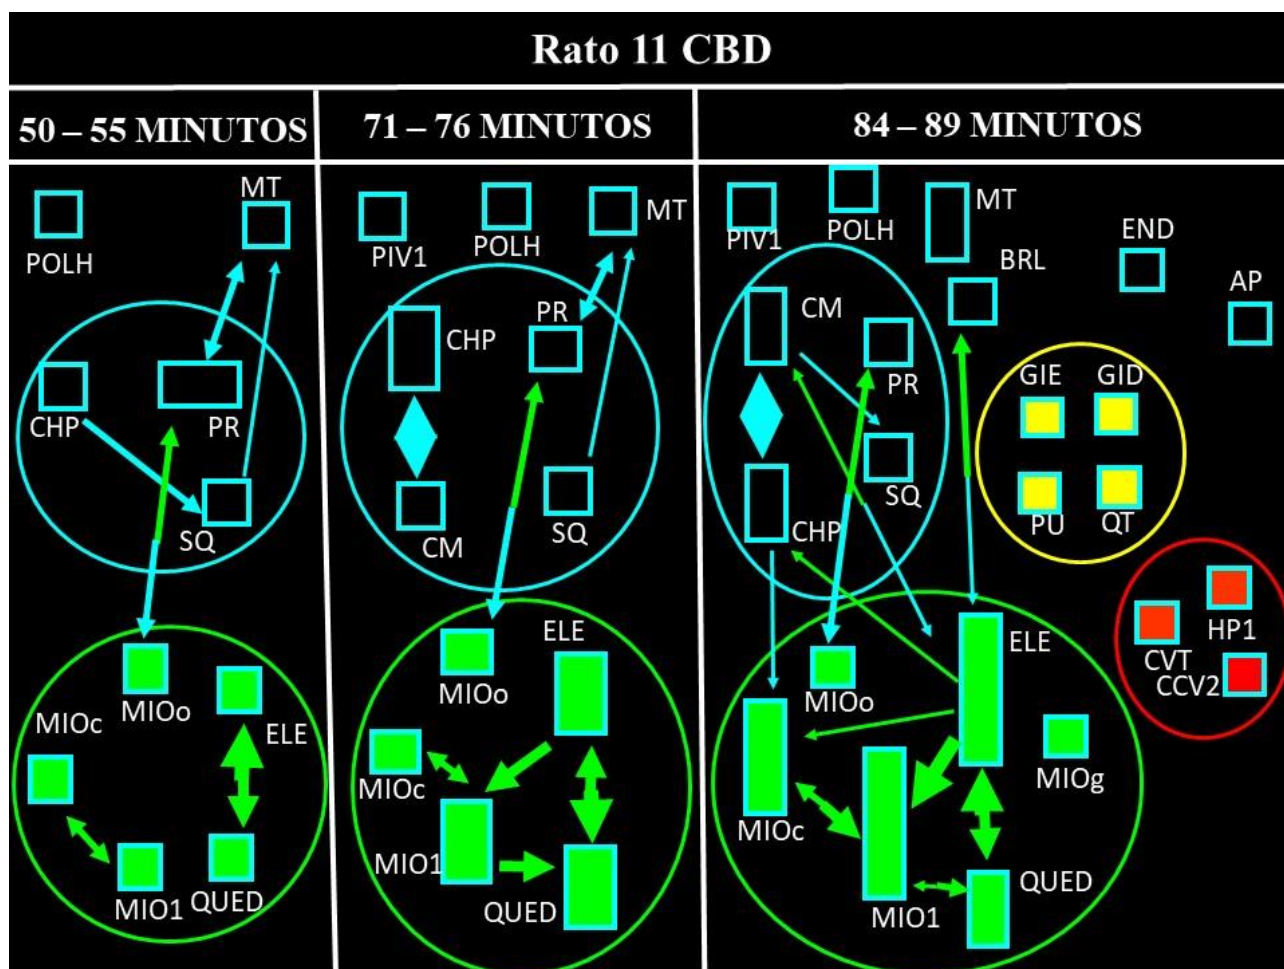 Rato 11 CBD
50 – 55 MINUTOS
71 – 76 MINUTOS
84 – 89 MINUTOS
MT
POLH
CHP
PR
SQ
MIOo
MIOc
ELE
MIO1
QUED
MT
PIV1
POLH
PR
CHP
CM
SQ
ELE
MIOo
MIOc
MIO1
QUED
MT
PIV1
POLH
END
BRL
AP
CM
PR
SQ
CHP
GIE
GID
PU
QT
HP1
CVT
CCV2
ELE
MIOo
MIOg
MIOc
QUED
MIO1